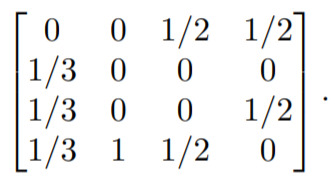 0 0 1/2 1/2
1/3 0 0 0
1/3 0 0 1/2
1/3 1 1/2 0 .